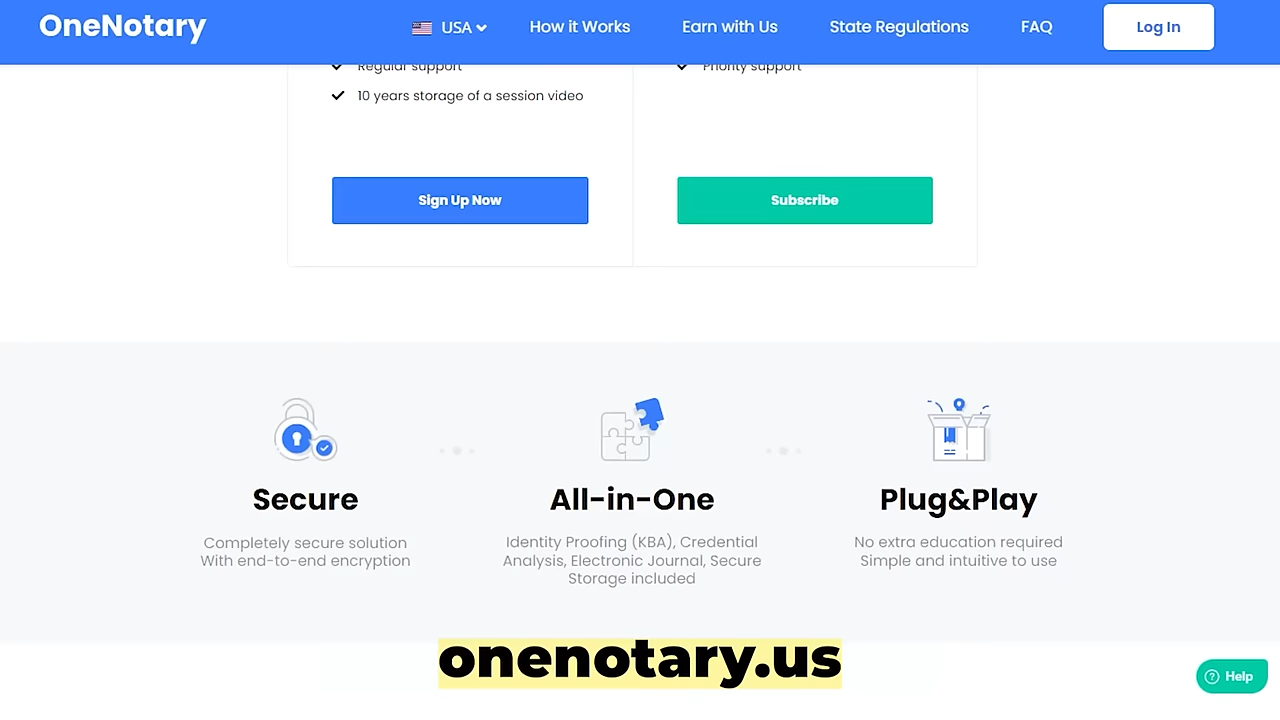 OneNotary
USA
How it Works
Earn with Us
State Regulations
FAQ
Log In
Regular support
Priority support
10 years storage of a session video
Sign Up Now
Subscribe
Secure
Completely secure solution
With end-to-end encryption
All-in-One
Identity Proofing (KBA), Credential
Analysis, Electronic Journal, Secure
Storage included
Plug&Play
No extra education required
Simple and intuitive to use
onenotary.us
? Help